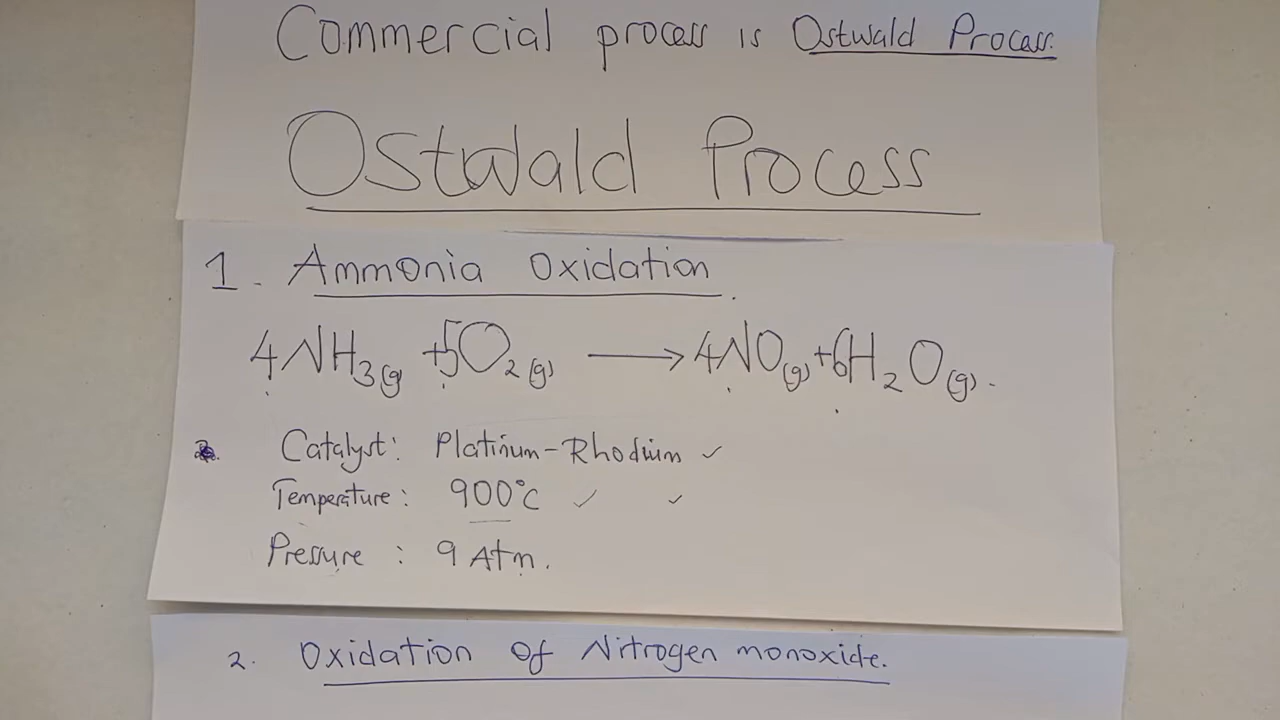 Commercial process is Ostwald Process.
Ostwald Process
1. Ammonia Oxidation.
4NH₃(g) + 5O₂(g) ⟶ 4NO(g) + 6H₂O(g).
Catalyst: Platinum-Rhodium ✓
Temperature: 900°C ✓ ✓
Pressure : 9 Atm.
2. Oxidation of Nitrogen monoxide.